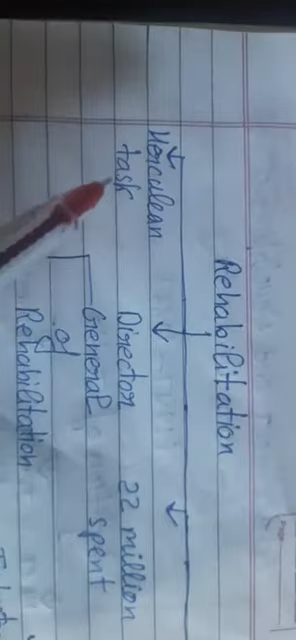 Rehabilitation
Herculean task
Director General of Rehabilitation
22 million spent